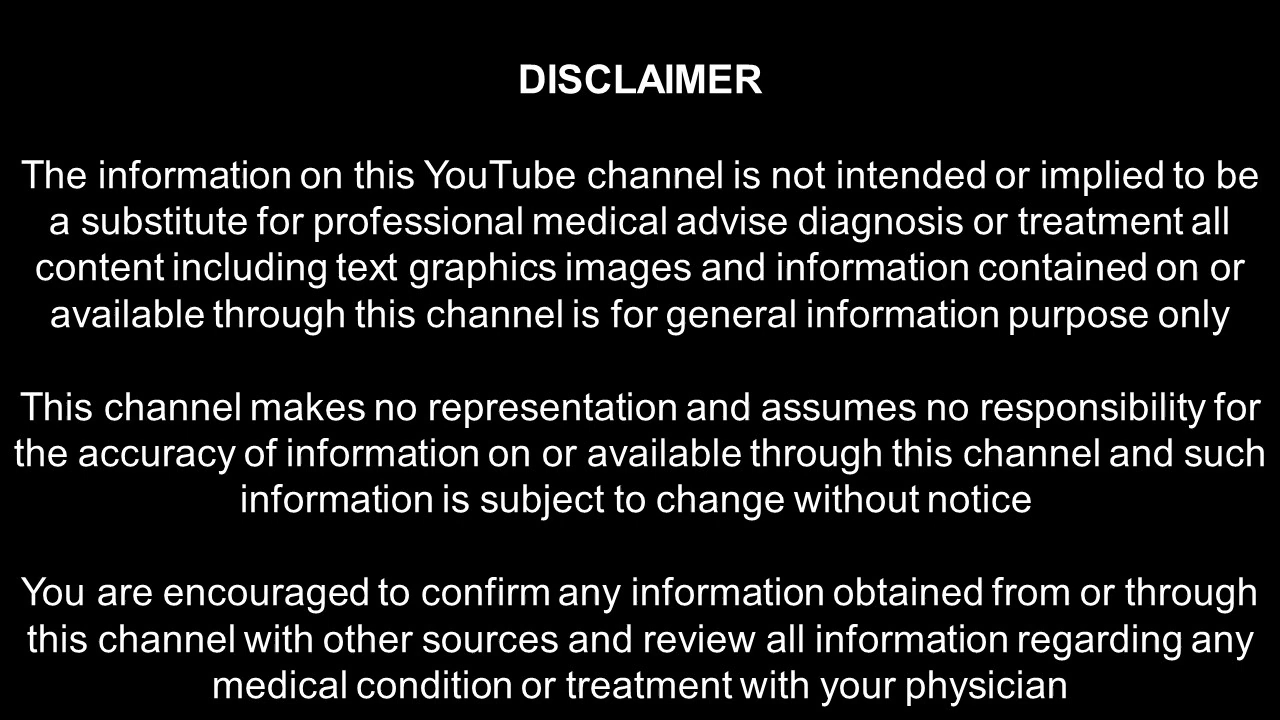 DISCLAIMER
The information on this YouTube channel is not intended or implied to be
a substitute for professional medical advise diagnosis or treatment all
content including text graphics images and information contained on or
available through this channel is for general information purpose only
This channel makes no representation and assumes no responsibility for
the accuracy of information on or available through this channel and such
information is subject to change without notice
You are encouraged to confirm any information obtained from or through
this channel with other sources and review all information regarding any
medical condition or treatment with your physician